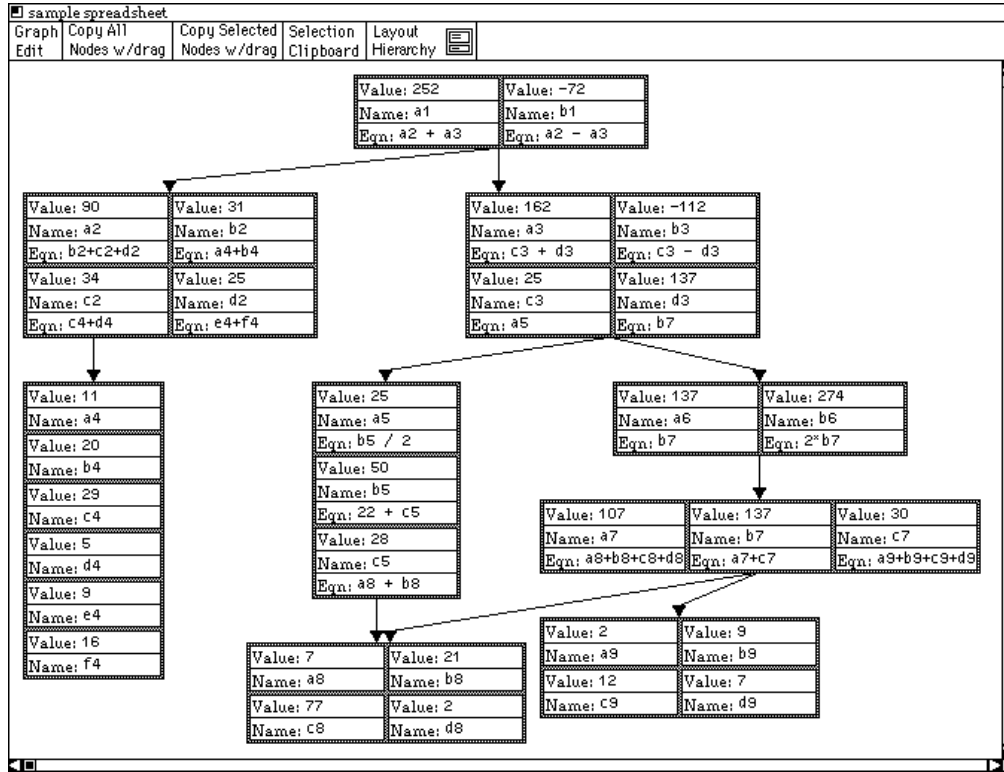 sample spreadsheet
Graph Edit
Copy All Nodes w/drag
Copy Selected Nodes w/drag
Selection Clipboard
Layout Hierarchy
Value: 252
Name: a1
Eqn: a2 + a3
Value: -72
Name: b1
Eqn: a2 - a3
Value: 90
Name: a2
Eqn: b2+c2+d2
Value: 31
Name: b2
Eqn: a4+b4
Value: 34
Name: c2
Eqn: c4+d4
Value: 25
Name: d2
Eqn: e4+f4
Value: 162
Name: a3
Eqn: c3 + d3
Value: -112
Name: b3
Eqn: c3 - d3
Value: 25
Name: c3
Eqn: a5
Value: 137
Name: d3
Eqn: b7
Value: 11
Name: a4
Value: 20
Name: b4
Value: 29
Name: c4
Value: 5
Name: d4
Value: 9
Name: e4
Value: 16
Name: f4
Value: 25
Name: a5
Eqn: b5 / 2
Value: 50
Name: b5
Eqn: 22 + c5
Value: 28
Name: c5
Eqn: a8 + b8
Value: 137
Name: a6
Eqn: b7
Value: 274
Name: b6
Eqn: 2*b7
Value: 107
Name: a7
Eqn: a8+b8+c8+d8
Value: 137
Name: b7
Eqn: a7+c7
Value: 30
Name: c7
Eqn: a9+b9+c9+d9
Value: 7
Name: a8
Value: 21
Name: b8
Value: 77
Name: c8
Value: 2
Name: d8
Value: 2
Name: a9
Value: 9
Name: b9
Value: 12
Name: c9
Value: 7
Name: d9